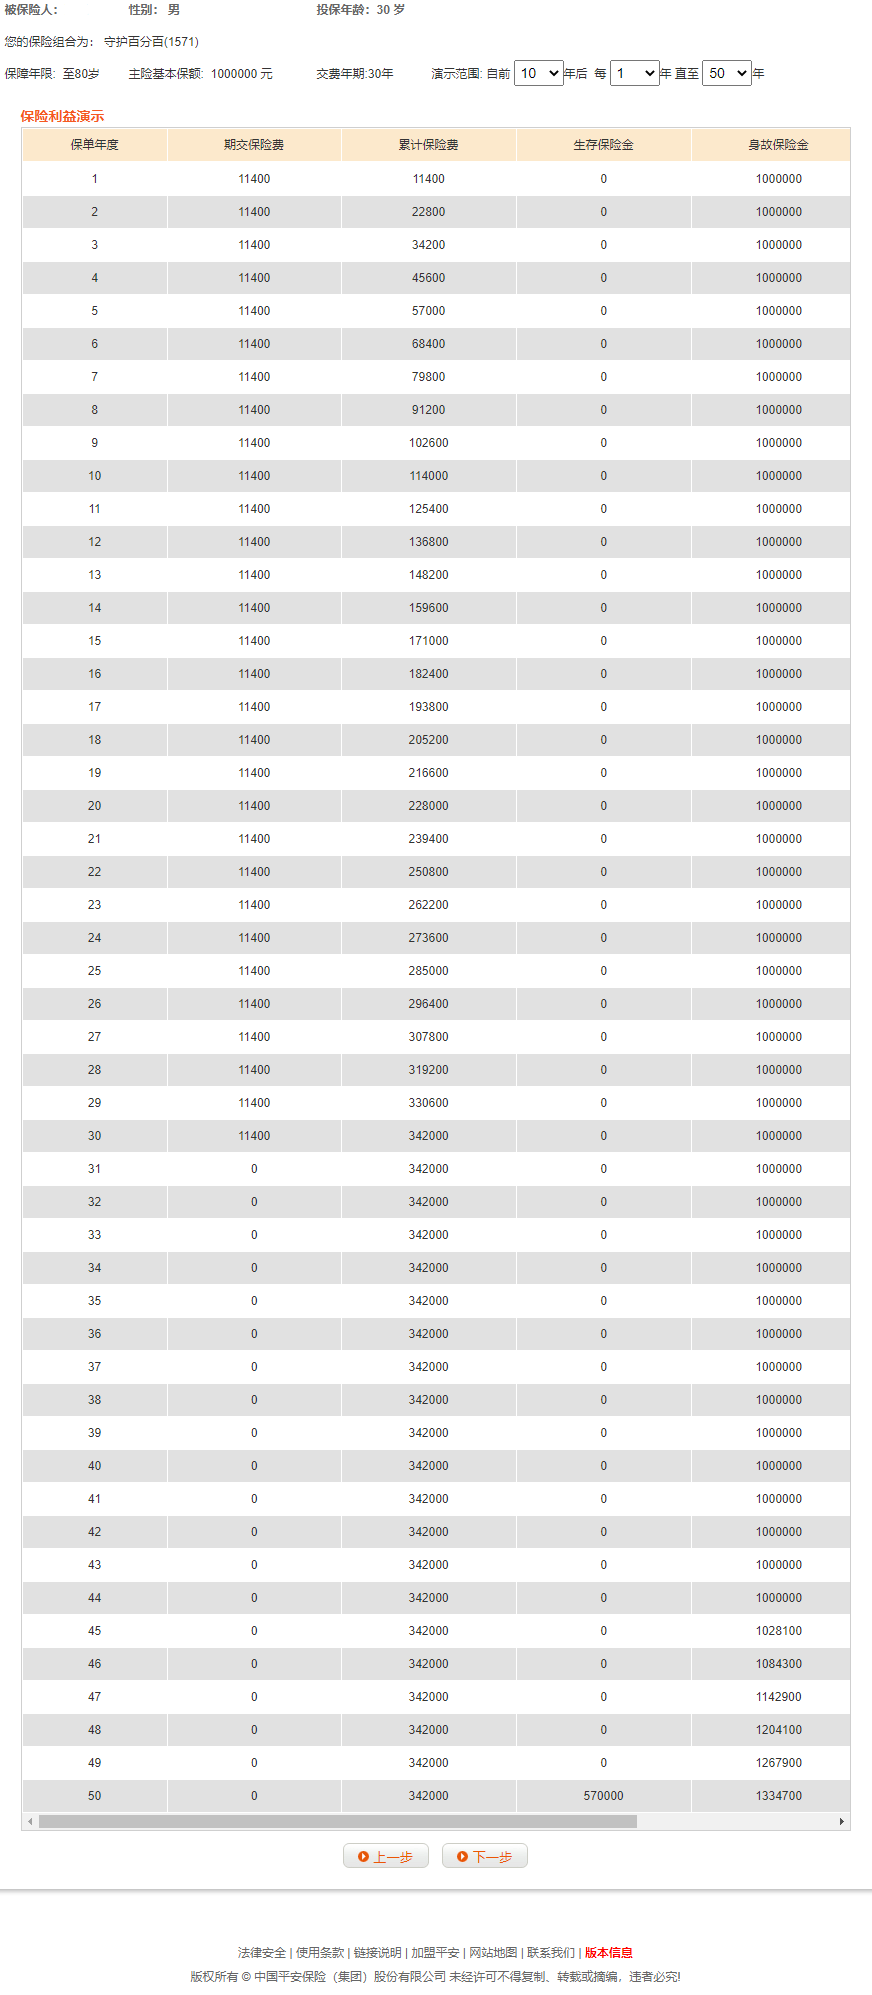 被保险人： 性别： 男 投保年龄：30 岁
您的保险组合为： 守护百分百(1571)
保障年限: 至80岁 主险基本保额: 1000000 元 交费年期:30年 演示范围: 自前 10 年后 每 1 年 直至 50 年
保险利益演示
保单年度 期交保险费 累计保险费 生存保险金 身故保险金
1 11400 11400 0 1000000
2 11400 22800 0 1000000
3 11400 34200 0 1000000
4 11400 45600 0 1000000
5 11400 57000 0 1000000
6 11400 68400 0 1000000
7 11400 79800 0 1000000
8 11400 91200 0 1000000
9 11400 102600 0 1000000
10 11400 114000 0 1000000
11 11400 125400 0 1000000
12 11400 136800 0 1000000
13 11400 148200 0 1000000
14 11400 159600 0 1000000
15 11400 171000 0 1000000
16 11400 182400 0 1000000
17 11400 193800 0 1000000
18 11400 205200 0 1000000
19 11400 216600 0 1000000
20 11400 228000 0 1000000
21 11400 239400 0 1000000
22 11400 250800 0 1000000
23 11400 262200 0 1000000
24 11400 273600 0 1000000
25 11400 285000 0 1000000
26 11400 296400 0 1000000
27 11400 307800 0 1000000
28 11400 319200 0 1000000
29 11400 330600 0 1000000
30 11400 342000 0 1000000
31 0 342000 0 1000000
32 0 342000 0 1000000
33 0 342000 0 1000000
34 0 342000 0 1000000
35 0 342000 0 1000000
36 0 342000 0 1000000
37 0 342000 0 1000000
38 0 342000 0 1000000
39 0 342000 0 1000000
40 0 342000 0 1000000
41 0 342000 0 1000000
42 0 342000 0 1000000
43 0 342000 0 1000000
44 0 342000 0 1000000
45 0 342000 0 1028100
46 0 342000 0 1084300
47 0 342000 0 1142900
48 0 342000 0 1204100
49 0 342000 0 1267900
50 0 342000 570000 1334700
上一步 下一步
法律安全 | 使用条款 | 链接说明 | 加盟平安 | 网站地图 | 联系我们 | 版本信息
版权所有 © 中国平安保险（集团）股份有限公司 未经许可不得复制、转载或摘编，违者必究!